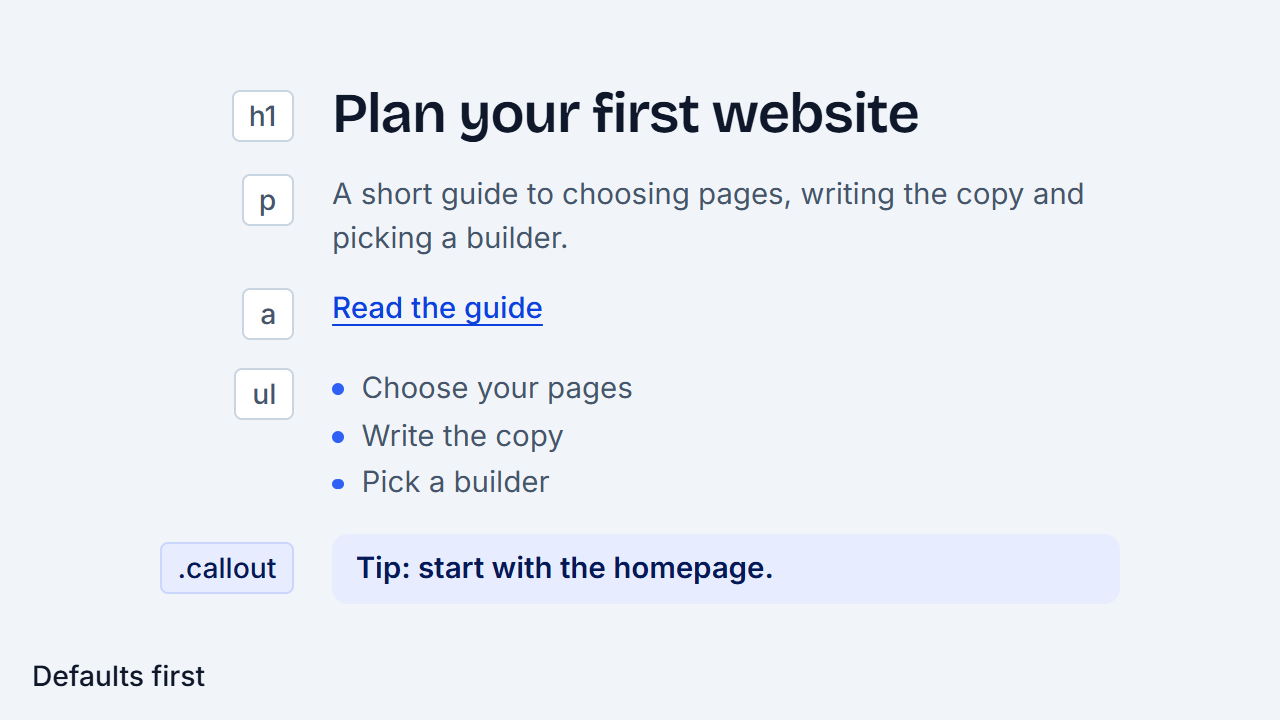 h1 Plan your first website
p A short guide to choosing pages, writing the copy and
picking a builder.
a Read the guide
ul Choose your pages
Write the copy
Pick a builder
.callout Tip: start with the homepage.
Defaults first